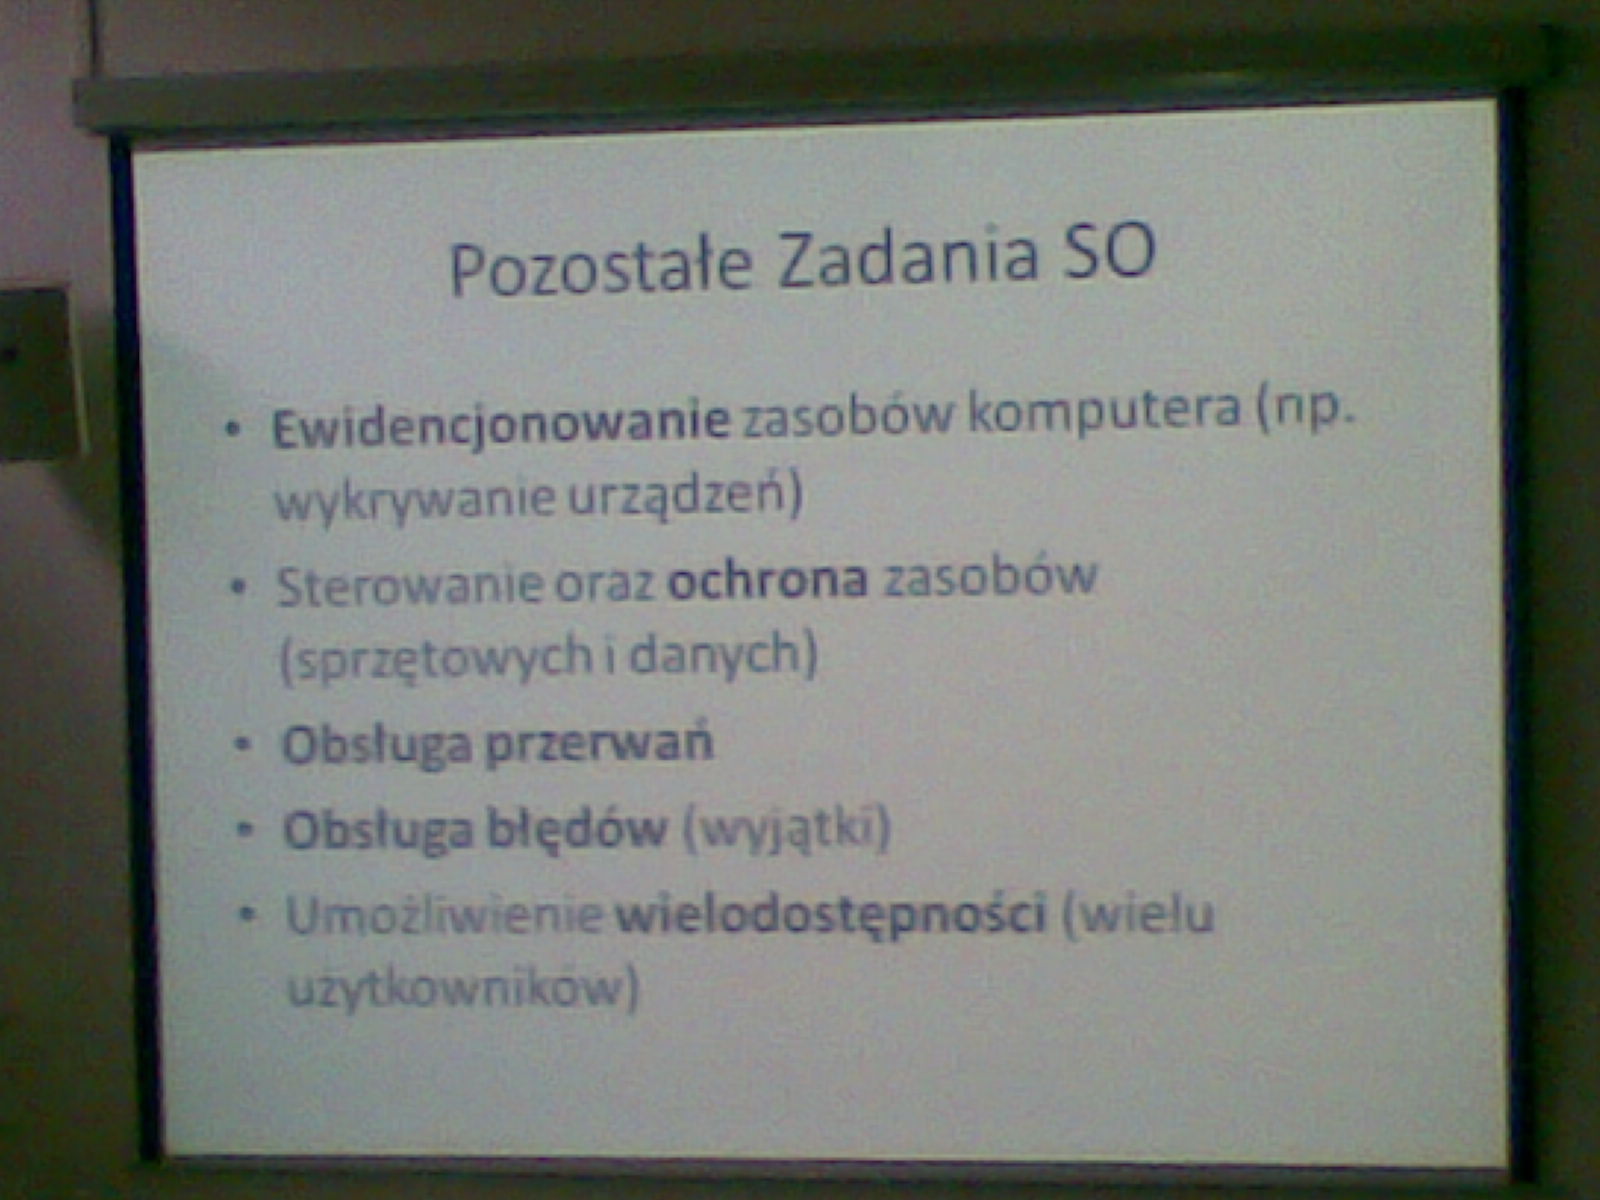 Pozostałe Zadania SO
• Ewidencjonowanie zasobów komputera (np.
wykrywanie urządzeń)
• Sterowanie oraz ochrona zasobów
(sprzętowych i danych)
• Obsługa przerwań
• Obsługa błędów (wyjątki)
• Umożliwienie wielodostępności (wielu
użytkowników)